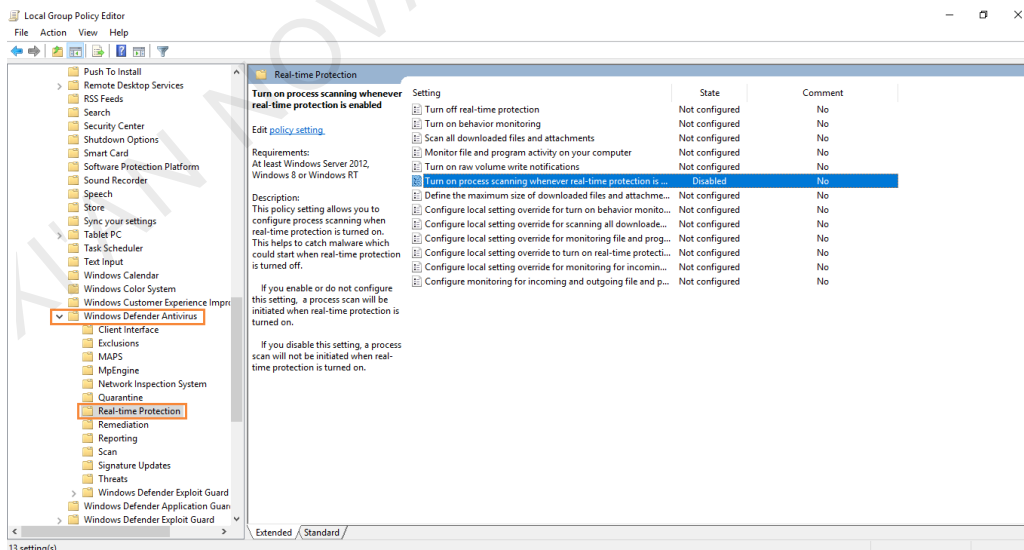 Local Group Policy Editor
File Action View Help
Push To Install
Remote Desktop Services
RSS Feeds
Search
Security Center
Shutdown Options
Smart Card
Software Protection Platform
Sound Recorder
Speech
Store
Sync your settings
Tablet PC
Task Scheduler
Text Input
Windows Calendar
Windows Color System
Windows Customer Experience Impro
Windows Defender Antivirus
Client Interface
Exclusions
MAPS
MpEngine
Network Inspection System
Quarantine
Real-time Protection
Remediation
Reporting
Scan
Signature Updates
Threats
Windows Defender Exploit Guard
Windows Defender Application Guar
Windows Defender Exploit Guard
Real-time Protection
Turn on process scanning whenever
real-time protection is enabled
Edit policy setting
Requirements:
At least Windows Server 2012,
Windows 8 or Windows RT
Description:
This policy setting allows you to
configure process scanning when
real-time protection is turned on.
This helps to catch malware which
could start when real-time protection
is turned off.
If you enable or do not configure
this setting, a process scan will be
initiated when real-time protection is
turned on.
If you disable this setting, a process
scan will not be initiated when real-
time protection is turned on.
Setting State Comment
Turn off real-time protection Not configured No
Turn on behavior monitoring Not configured No
Scan all downloaded files and attachments Not configured No
Monitor file and program activity on your computer Not configured No
Turn on raw volume write notifications Not configured No
Turn on process scanning whenever real-time protection is ... Disabled No
Define the maximum size of downloaded files and attachme... Not configured No
Configure local setting override for turn on behavior monito... Not configured No
Configure local setting override for scanning all downloade... Not configured No
Configure local setting override for monitoring file and prog... Not configured No
Configure local setting override to turn on real-time protecti... Not configured No
Configure local setting override for monitoring for incomin... Not configured No
Configure monitoring for incoming and outgoing file and p... Not configured No
Extended Standard
13 setting(s)
XI'AN NOVA